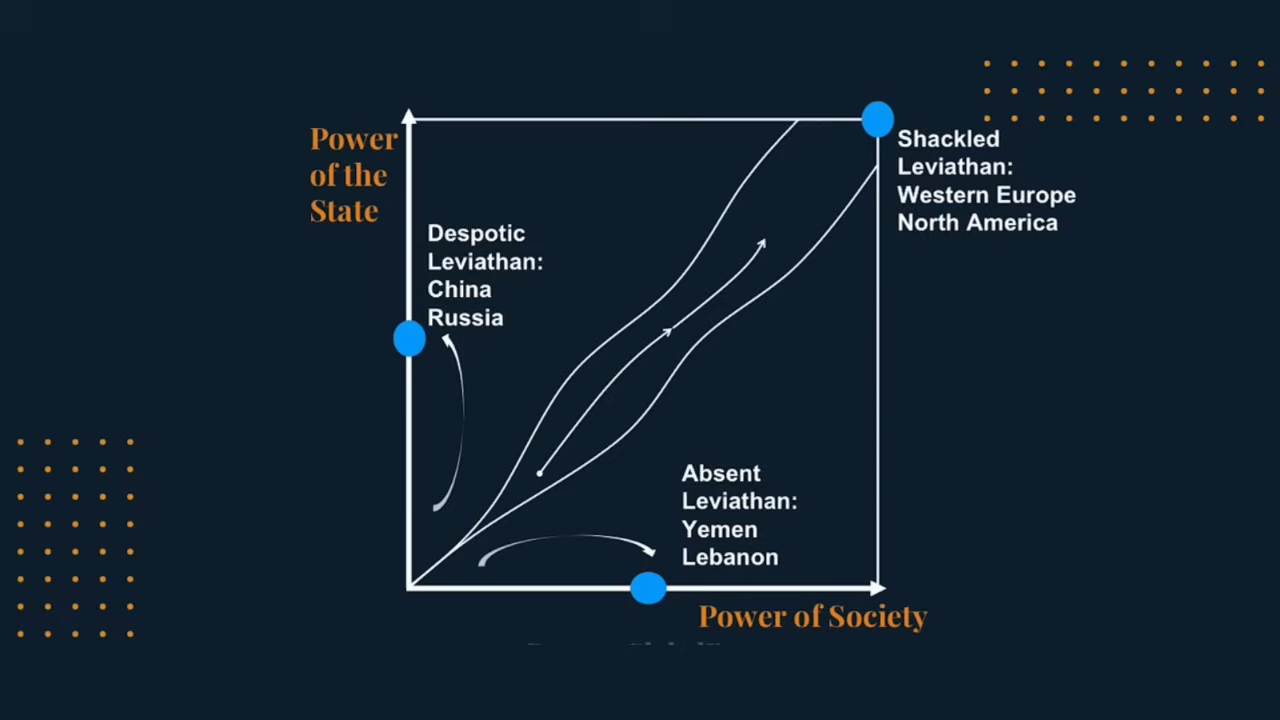 Power
of the
State
Despotic
Leviathan:
China
Russia
Shackled
Leviathan:
Western Europe
North America
Absent
Leviathan:
Yemen
Lebanon
Power of Society